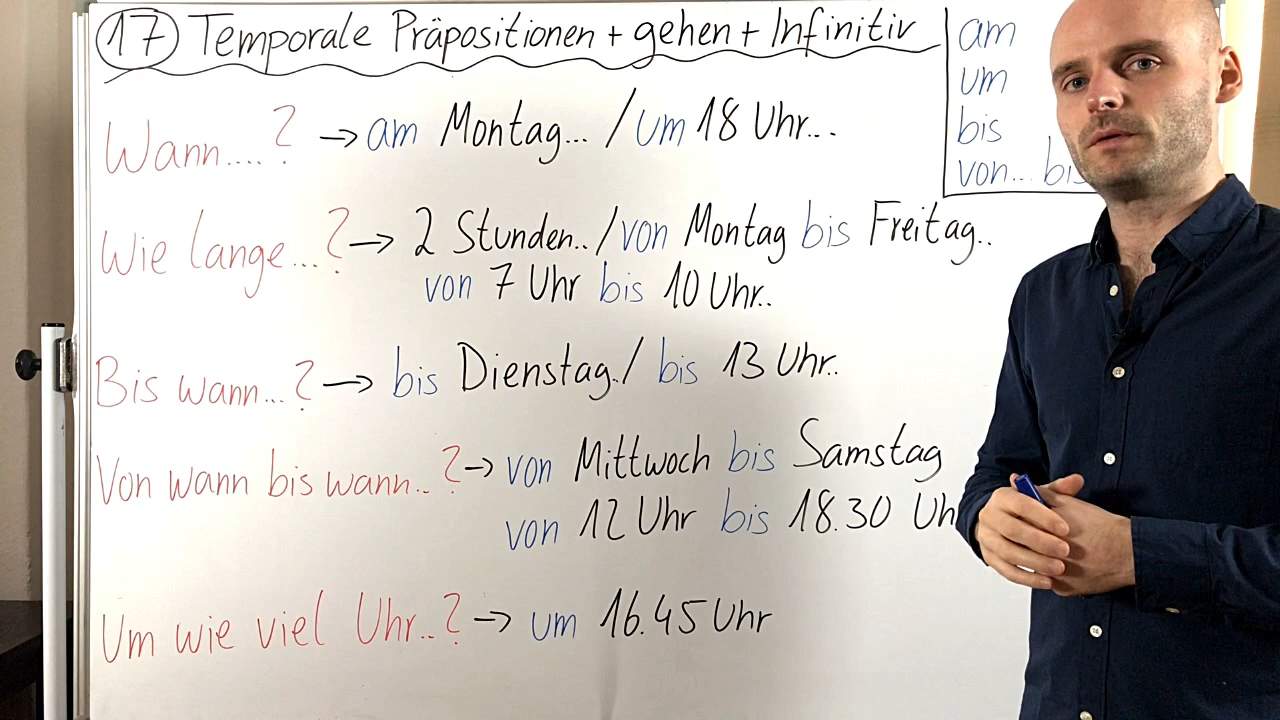 17 Temporale Präpositionen + gehen + Infinitiv
am
um
bis
von... bis
Wann....? → am Montag... / um 18 Uhr...
Wie lange...? → 2 Stunden.. / von Montag bis Freitag..
von 7 Uhr bis 10 Uhr..
Bis wann...? → bis Dienstag../ bis 13 Uhr..
Von wann bis wann..? → von Mittwoch bis Samstag
von 12 Uhr bis 18.30 Uh
Um wie viel Uhr..? → um 16.45 Uhr